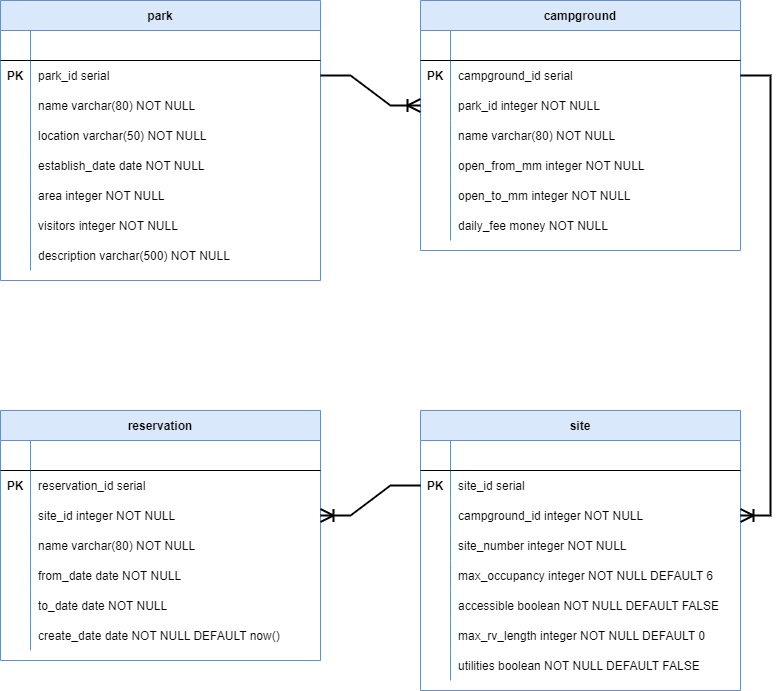 park
PK park_id serial
name varchar(80) NOT NULL
location varchar(50) NOT NULL
establish_date date NOT NULL
area integer NOT NULL
visitors integer NOT NULL
description varchar(500) NOT NULL
campground
PK campground_id serial
park_id integer NOT NULL
name varchar(80) NOT NULL
open_from_mm integer NOT NULL
open_to_mm integer NOT NULL
daily_fee money NOT NULL
reservation
PK reservation_id serial
site_id integer NOT NULL
name varchar(80) NOT NULL
from_date date NOT NULL
to_date date NOT NULL
create_date date NOT NULL DEFAULT now()
site
PK site_id serial
campground_id integer NOT NULL
site_number integer NOT NULL
max_occupancy integer NOT NULL DEFAULT 6
accessible boolean NOT NULL DEFAULT FALSE
max_rv_length integer NOT NULL DEFAULT 0
utilities boolean NOT NULL DEFAULT FALSE